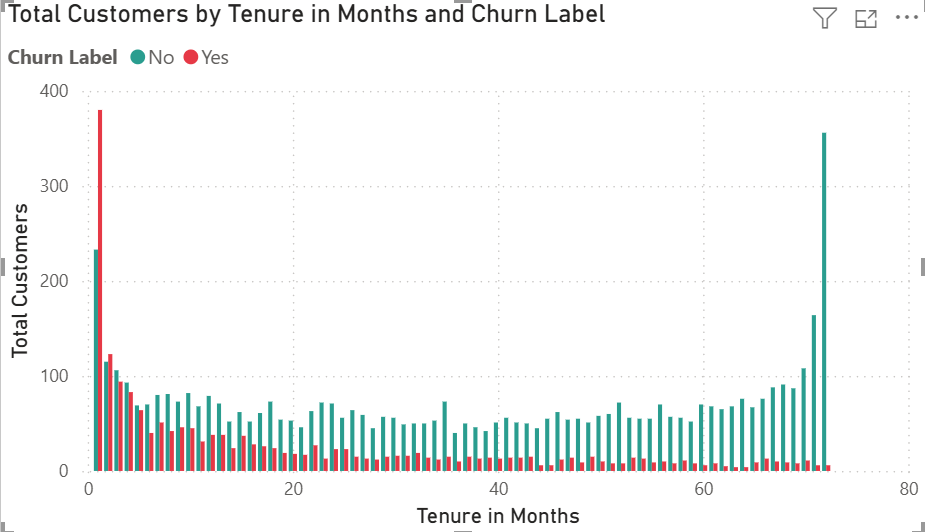 Total Customers by Tenure in Months and Churn Label
Churn Label No Yes
400
300
200
100
0
Total Customers
0 20 40 60 80
Tenure in Months